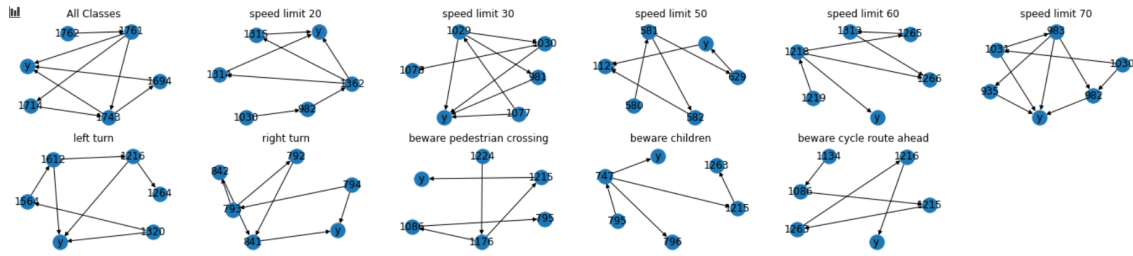 All Classes
speed limit 20
speed limit 30
speed limit 50
speed limit 60
speed limit 70
1762
1761
y
1694
1714
1743
1315
y
1314
1362
1030
982
1029
1030
1076
981
y
1077
581
y
1122
629
580
582
1313
1265
1218
1266
1219
y
983
1031
1030
935
982
y
left turn
right turn
beware pedestrian crossing
beware children
beware cycle route ahead
1612
1216
1264
1564
1320
y
792
842
794
793
841
y
1224
y
1215
1086
795
1176
y
1263
747
1215
795
796
1134
1216
1086
1215
1263
y